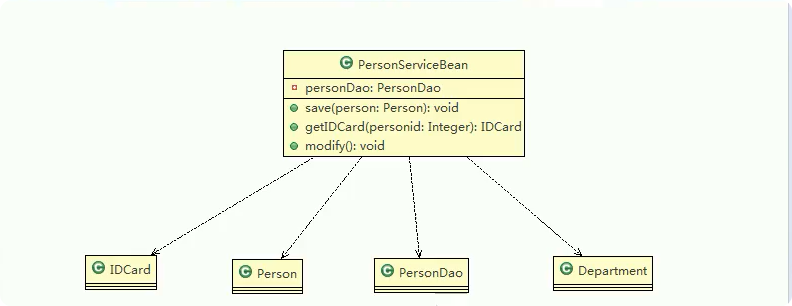 PersonServiceBean
personDao: PersonDao
save(person: Person): void
getIDCard(personid: Integer): IDCard
modify(): void
IDCard
Person
PersonDao
Department